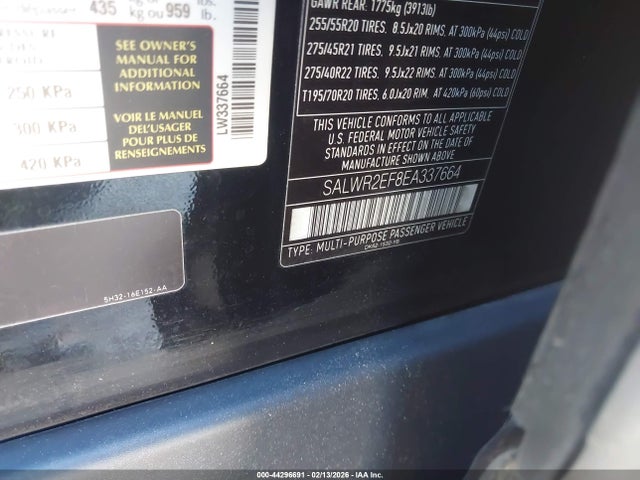 435 kg ou 959 lb.
SEE OWNER'S
MANUAL FOR
ADDITIONAL
INFORMATION
250 KPa
VOIR LE MANUEL
DEL'USAGER
POUR PLUS DE
RENSEIGNEMENTS
300 KPa
420 KPa
LW337664
5H32-16E152-AA
GAWR REAR: 1775kg (3913lb)
255/55R20 TIRES, 8.5Jx20 RIMS, AT 300kPa (44psi) COLD
275/45R21 TIRES, 9.5Jx21 RIMS, AT 300kPa (44psi) COLD
275/40R22 TIRES, 9.5Jx22 RIMS, AT 300kPa (44psi) COLD
T195/70R20 TIRES, 6.0Jx20 RIM, AT 420kPa (60psi) COLD
THIS VEHICLE CONFORMS TO ALL APPLICABLE
U.S. FEDERAL MOTOR VEHICLE SAFETY
STANDARDS IN EFFECT ON THE DATE OF
MANUFACTURE SHOWN ABOVE.
SALWR2EF8EA337664
TYPE: MULTI-PURPOSE PASSENGER VEHICLE
000-44296691 - 02/13/2026 - IAAI.COM